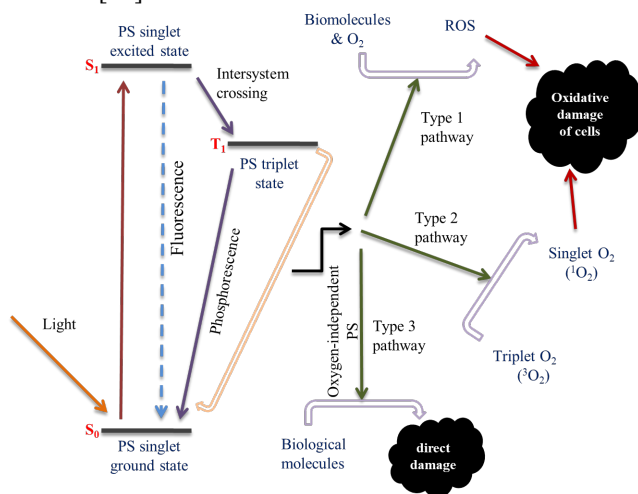 PS singlet
excited state
S1
Intersystem
crossing
T1
PS triplet
state
Fluorescence
Phosphorescence
Light
S0
PS singlet
ground state
Biomolecules
& O2
ROS
Type 1
pathway
Oxidative
damage
of cells
Type 2
pathway
Singlet O2
(1O2)
Oxygen-independent
PS
Type 3
pathway
Triplet O2
(3O2)
Biological
molecules
direct
damage